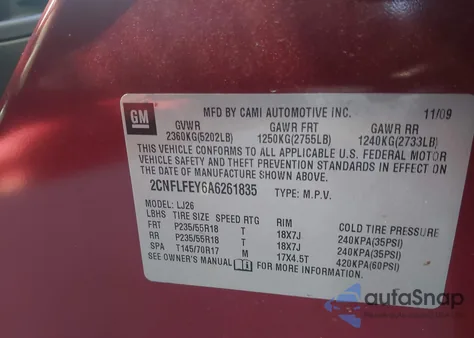 GM
MFD BY CAMI AUTOMOTIVE INC. 11/09
GVWR GAWR FRT GAWR RR
2360KG(5202LB) 1250KG(2755LB) 1240KG(2733LB)
THIS VEHICLE CONFORMS TO ALL APPLICABLE U.S. FEDERAL MOTOR
VEHICLE SAFETY AND THEFT PREVENTION STANDARDS IN EFFECT ON
THE DATE OF MANUFACTURE SHOWN ABOVE.
2CNFLFEY6A6261835 TYPE: M.P.V.
MODEL: LJ26
LBHS TIRE SIZE SPEED RTG RIM COLD TIRE PRESSURE
FRT P235/55R18 T 18X7J 240KPA(35PSI)
RR P235/55R18 T 18X7J 240KPA(35PSI)
SPA T145/70R17 M 17X4.5T 420KPA(60PSI)
SEE OWNER'S MANUAL FOR MORE INFORMATION.
autaSnap